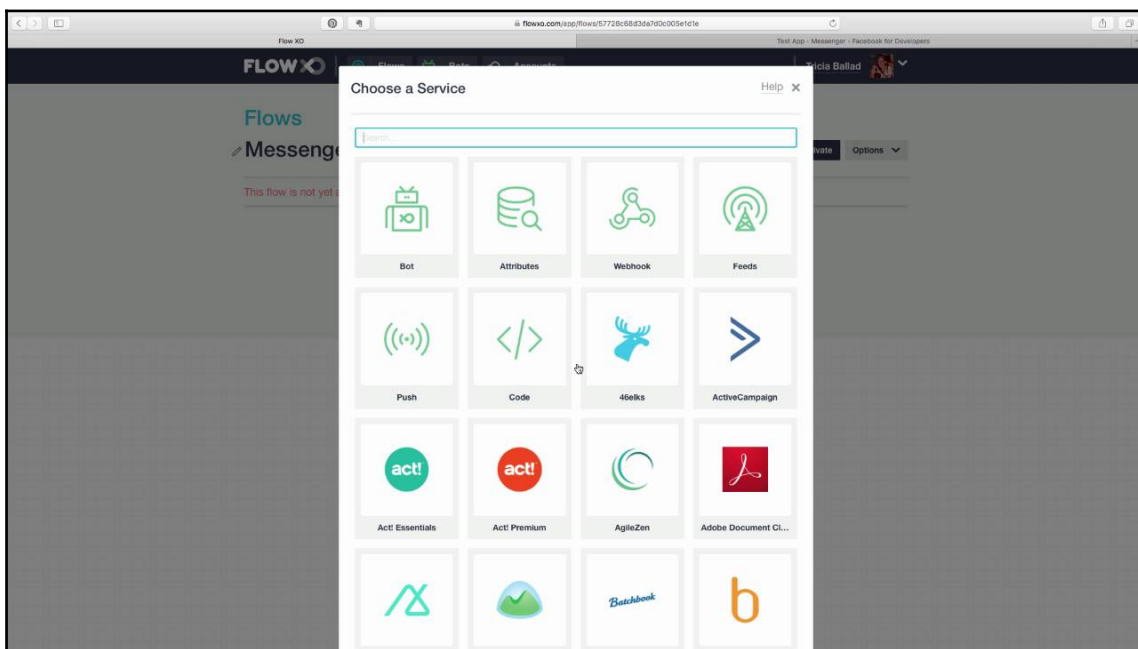 flowxo.com/app/flows/57728c68d3da7d0c005e1d1e
Flow XO
Test App - Messenger - Facebook for Developers
FLOW XO
Tricia Ballad
Choose a Service
Help
Flows
Messenge
Options
This flow is not yet a
Search...
Bot
Attributes
Webhook
Feeds
Push
Code
46elks
ActiveCampaign
act!
act!
Act! Essentials
Act! Premium
AgileZen
Adobe Document Cl...
Batchbook
b